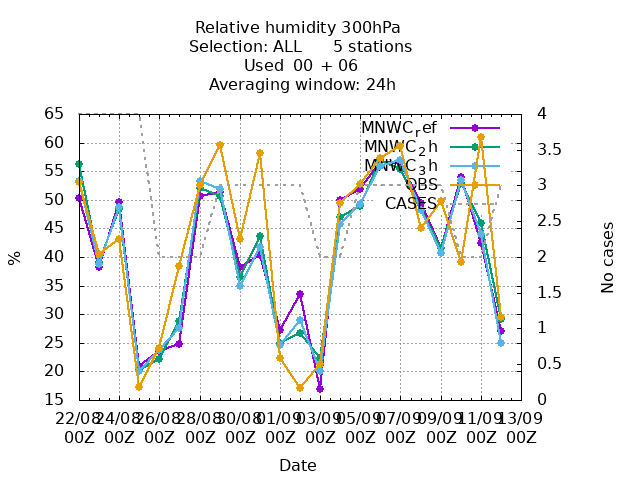 Relative humidity 300hPa
Selection: ALL 5 stations
Used 00 + 06
Averaging window: 24h
65 4
MNWCref
60 3.5
MNWC2h
55 MNWC3h
50 OBS 3
CASES
45 2.5
40 2
35 1.5
30 1
25 0.5
20
15 0
% No cases
22/08 24/08 26/08 28/08 30/08 01/09 03/09 05/09 07/09 09/09 11/09 13/09
00Z 00Z 00Z 00Z 00Z 00Z 00Z 00Z 00Z 00Z 00Z 00Z
Date